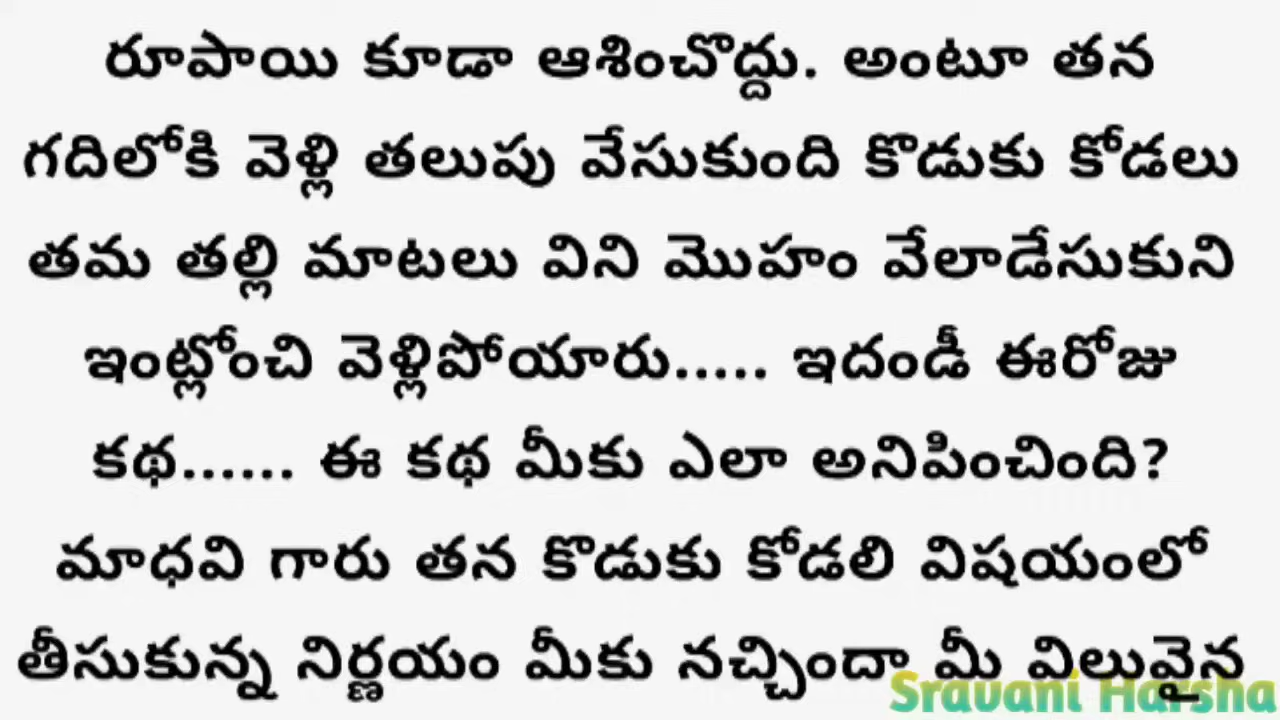 రూపాయి కూడా ఆశించొద్దు. అంటూ తన
గదిలోకి వెళ్లి తలుపు వేసుకుంది కొడుకు కోడలు
తమ తల్లి మాటలు విని మొహం వేలాడేసుకుని
ఇంట్లోంచి వెళ్లిపోయారు..... ఇదండీ ఈరోజు
కథ...... ఈ కథ మీకు ఎలా అనిపించింది?
మాధవి గారు తన కొడుకు కోడలి విషయంలో
తీసుకున్న నిర్ణయం మీకు నచ్చిందా మీ విలువైన
Sravani Harsha